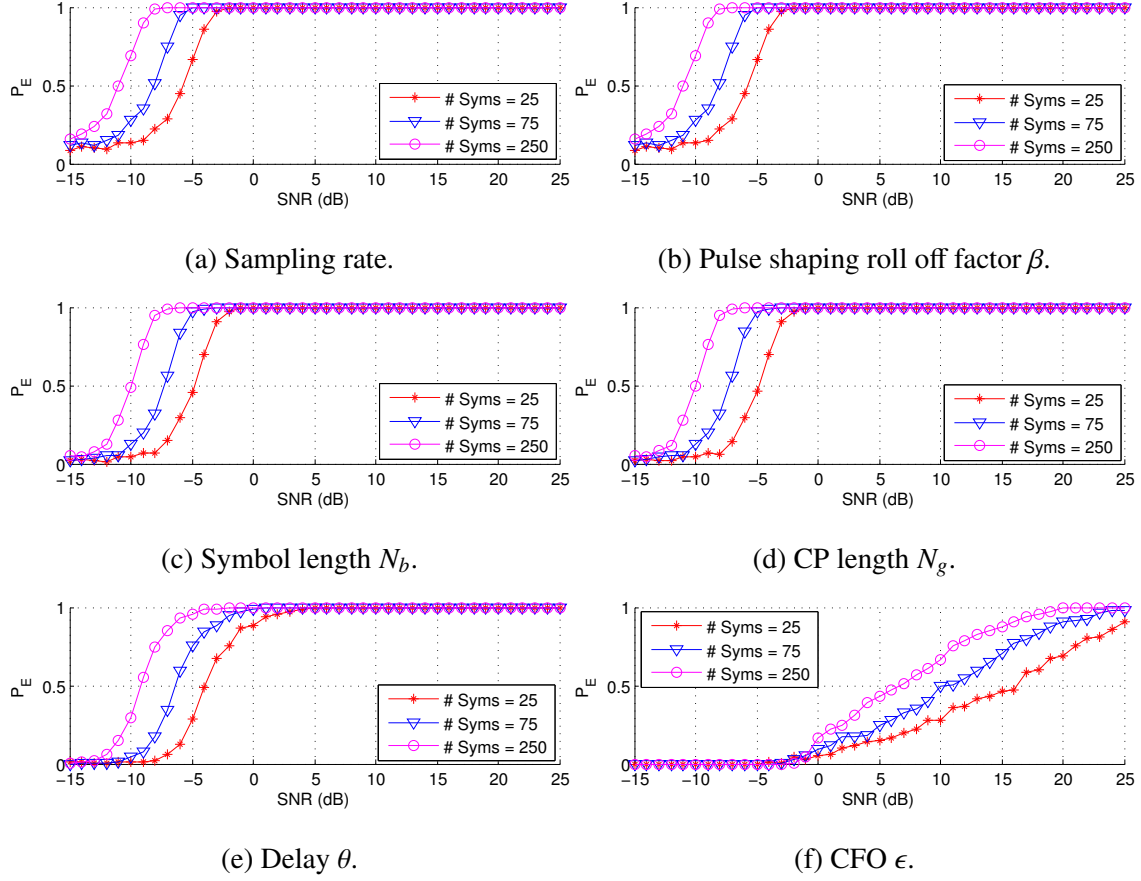 1
0.5
0
P_E
# Syms = 25
# Syms = 75
# Syms = 250
−15 −10 −5 0 5 10 15 20 25
SNR (dB)
(a) Sampling rate.
1
0.5
0
P_E
# Syms = 25
# Syms = 75
# Syms = 250
−15 −10 −5 0 5 10 15 20 25
SNR (dB)
(b) Pulse shaping roll off factor β.
1
0.5
0
P_E
# Syms = 25
# Syms = 75
# Syms = 250
−15 −10 −5 0 5 10 15 20 25
SNR (dB)
(c) Symbol length N_b.
1
0.5
0
P_E
# Syms = 25
# Syms = 75
# Syms = 250
−15 −10 −5 0 5 10 15 20 25
SNR (dB)
(d) CP length N_g.
1
0.5
0
P_E
# Syms = 25
# Syms = 75
# Syms = 250
−15 −10 −5 0 5 10 15 20 25
SNR (dB)
(e) Delay θ.
1
0.5
0
P_E
# Syms = 25
# Syms = 75
# Syms = 250
−15 −10 −5 0 5 10 15 20 25
SNR (dB)
(f) CFO ϵ.